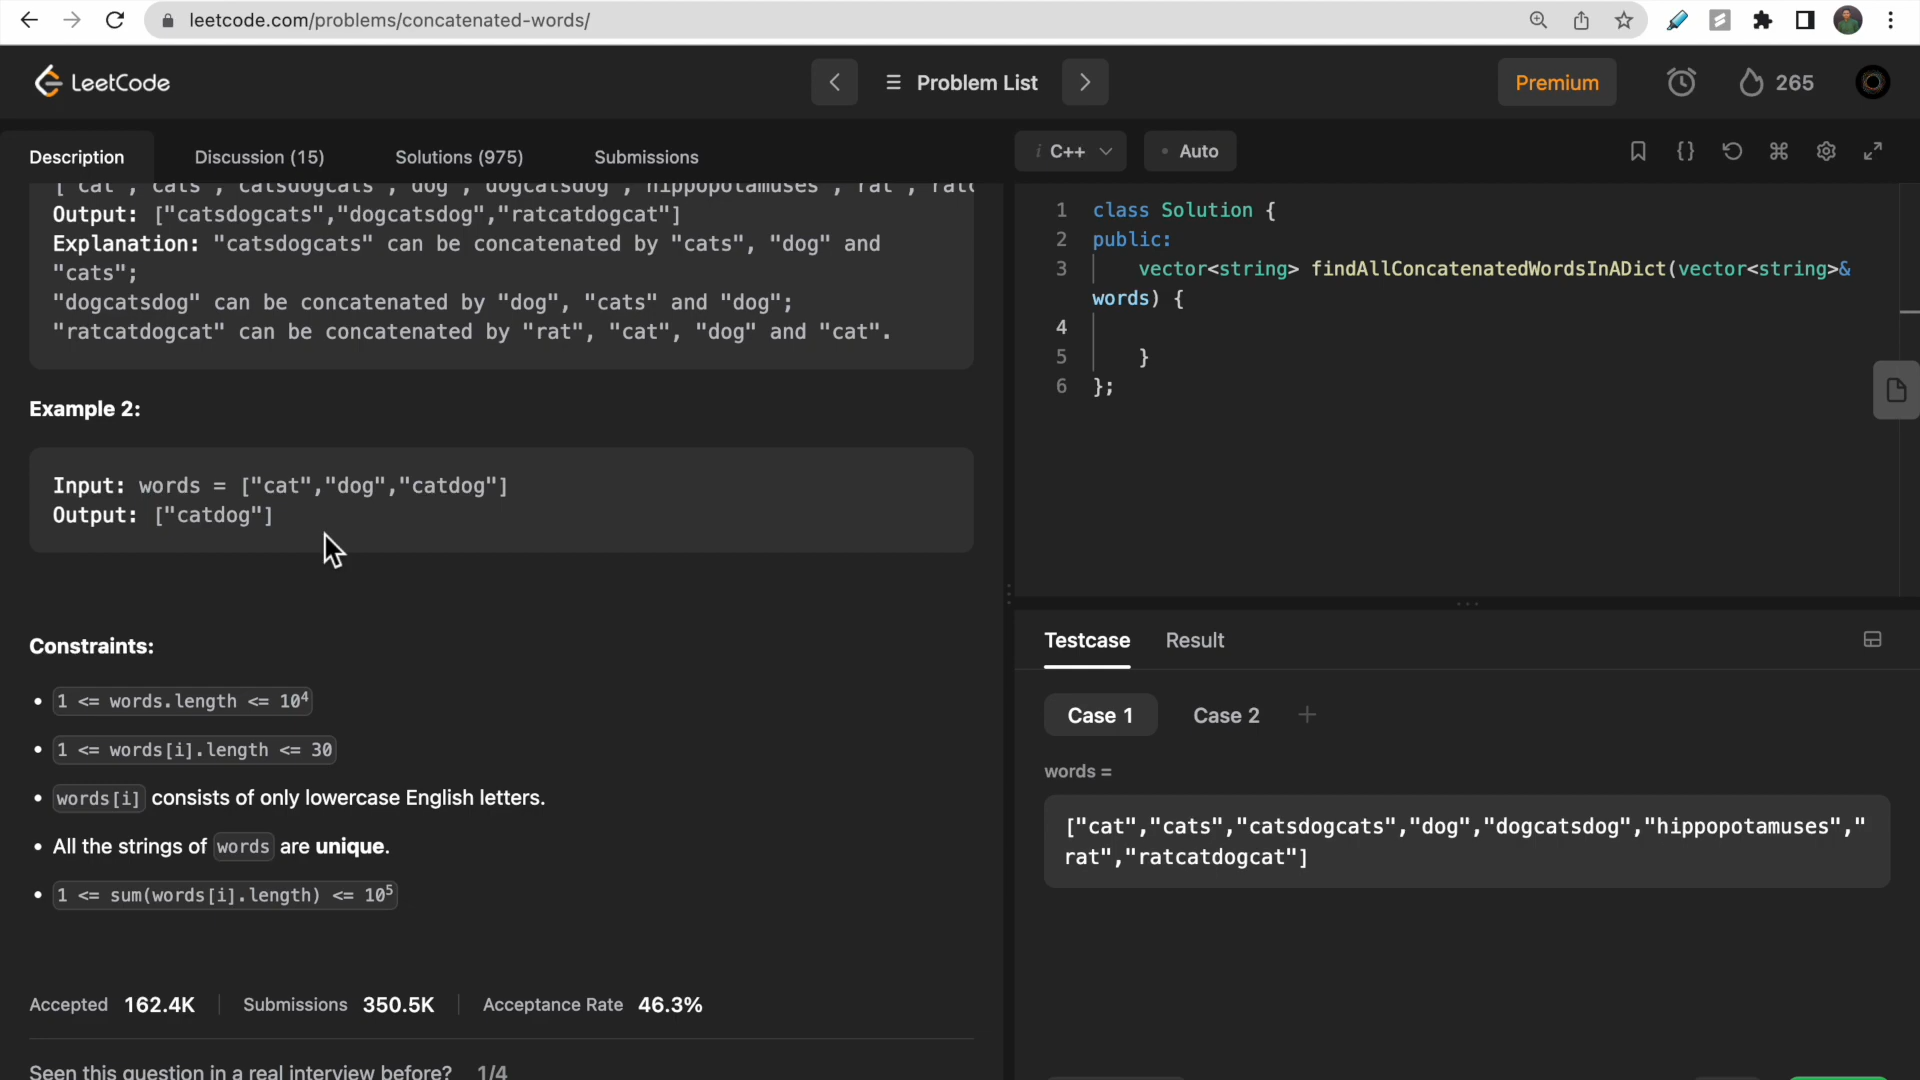 leetcode.com/problems/concatenated-words/
LeetCode
Problem List
Premium
265
Description
Discussion (15)
Solutions (975)
Submissions
["cat","cats","catsdogcats","dog","dogcatsdog","hippopotamuses","rat",
Output: ["catsdogcats","dogcatsdog","ratcatdogcat"]
Explanation: "catsdogcats" can be concatenated by "cats", "dog" and
"cats";
"dogcatsdog" can be concatenated by "dog", "cats" and "dog";
"ratcatdogcat" can be concatenated by "rat", "cat", "dog" and "cat".
Example 2:
Input: words = ["cat","dog","catdog"]
Output: ["catdog"]
Constraints:
• 1 <= words.length <= 10⁴
• 1 <= words[i].length <= 30
• words[i] consists of only lowercase English letters.
• All the strings of words are unique.
• 1 <= sum(words[i].length) <= 10⁵
Accepted 162.4K
Submissions 350.5K
Acceptance Rate 46.3%
Seen this question in a real interview before? 1/4
i C++
• Auto
{}
1 class Solution {
2 public:
3 vector<string> findAllConcatenatedWordsInADict(vector<string>&
words) {
4
5 }
6 };
Testcase
Result
Case 1
Case 2
+
words =
["cat","cats","catsdogcats","dog","dogcatsdog","hippopotamuses","
rat","ratcatdogcat"]